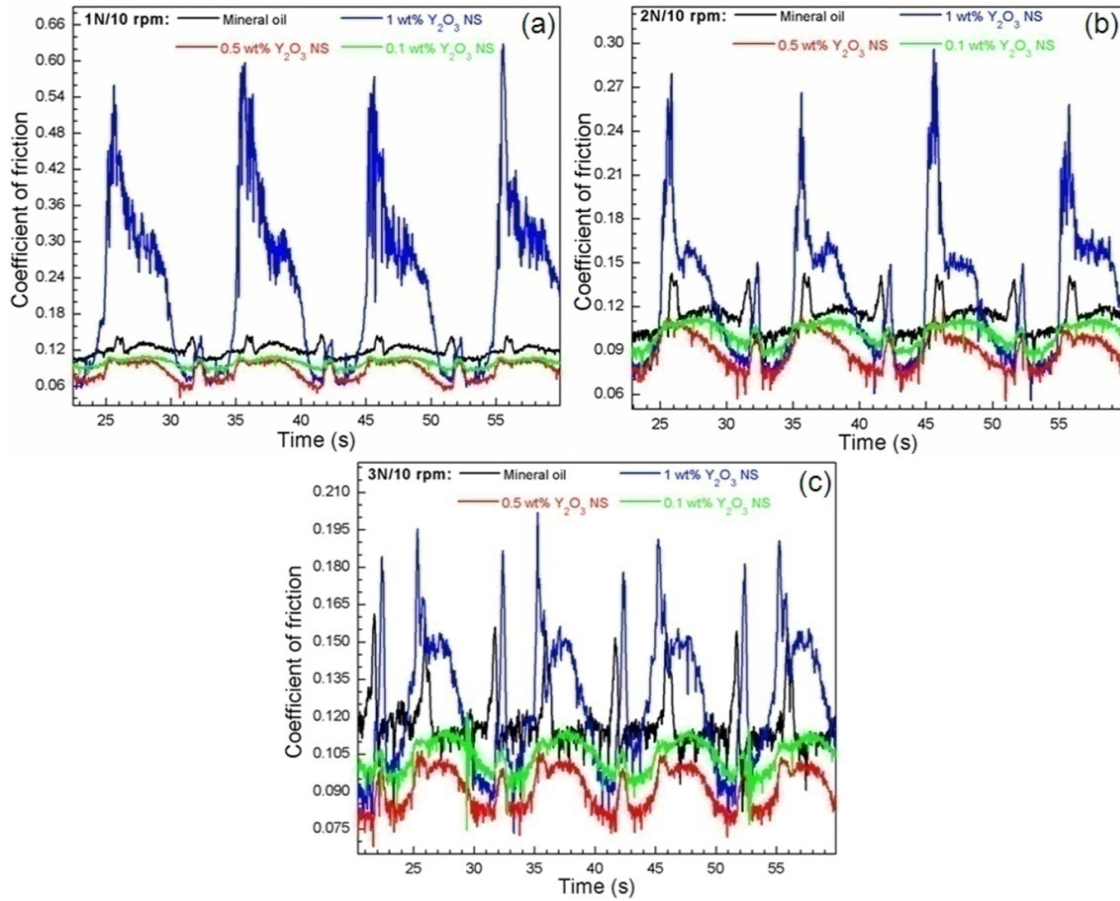 1N/10 rpm: Mineral oil 1 wt% Y₂O₃ NS (a)
0.5 wt% Y₂O₃ NS 0.1 wt% Y₂O₃ NS
0.66
0.60
0.54
0.48
0.42
0.36
0.30
0.24
0.18
0.12
0.06
Coefficient of friction
25 30 35 40 45 50 55
Time (s)
2N/10 rpm: Mineral oil 1 wt% Y₂O₃ NS (b)
0.5 wt% Y₂O₃ NS 0.1 wt% Y₂O₃ NS
0.30
0.27
0.24
0.21
0.18
0.15
0.12
0.09
0.06
Coefficient of friction
25 30 35 40 45 50 55
Time (s)
3N/10 rpm: Mineral oil 1 wt% Y₂O₃ NS (c)
0.5 wt% Y₂O₃ NS 0.1 wt% Y₂O₃ NS
0.210
0.195
0.180
0.165
0.150
0.135
0.120
0.105
0.090
0.075
Coefficient of friction
25 30 35 40 45 50 55
Time (s)